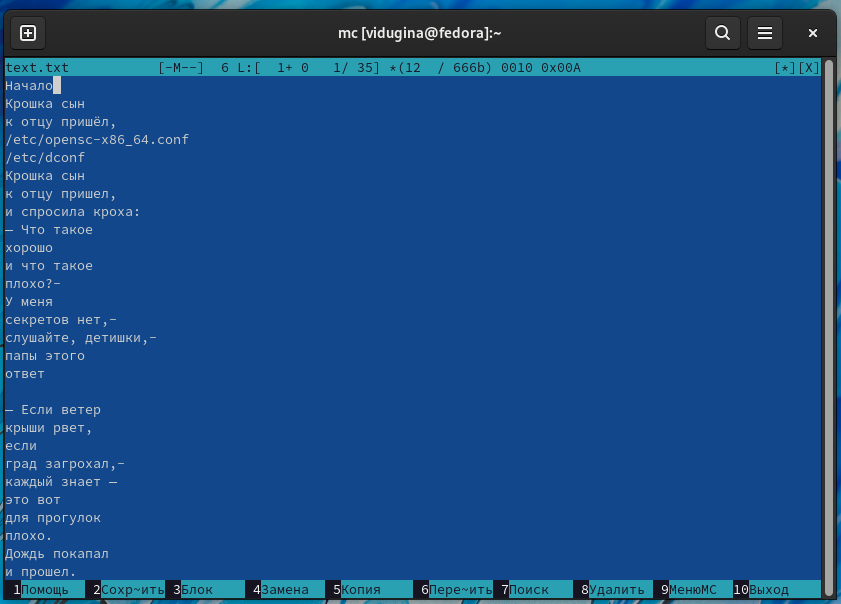 mc [vidugina@fedora]:~
text.txt [-M--] 6 L:[ 1+ 0 1/ 35] *(12 / 666b) 0010 0x00A [*][X]
Начало
Крошка сын
к отцу пришёл,
/etc/opensc-x86_64.conf
/etc/dconf
Крошка сын
к отцу пришел,
и спросила кроха:
— Что такое
хорошо
и что такое
плохо?-
У меня
секретов нет,-
слушайте, детишки,-
папы этого
ответ
— Если ветер
крыши рвет,
если
град загрохал,-
каждый знает —
это вот
для прогулок
плохо.
Дождь покапал
и прошел.
1Помощь 2Сохр~ить 3Блок 4Замена 5Копия 6Пере~ить 7Поиск 8Удалить 9МенюMC 10Выход